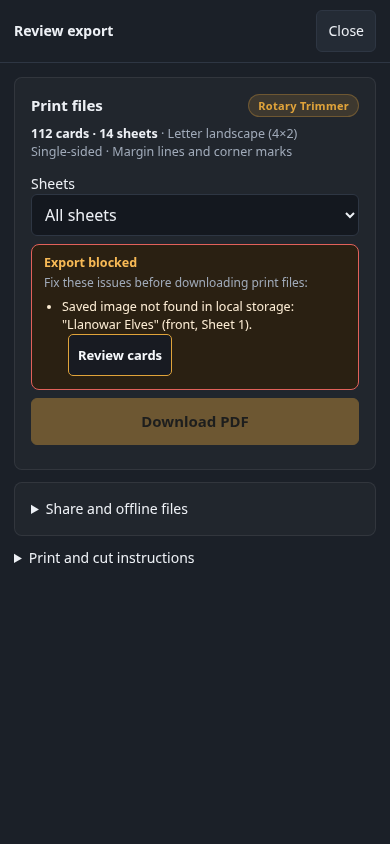 Review export
Close
Print files
Rotary Trimmer
112 cards · 14 sheets · Letter landscape (4×2)
Single-sided · Margin lines and corner marks
Sheets
All sheets
Export blocked
Fix these issues before downloading print files:
• Saved image not found in local storage:
"Llanowar Elves" (front, Sheet 1).
Review cards
Download PDF
Share and offline files
Print and cut instructions